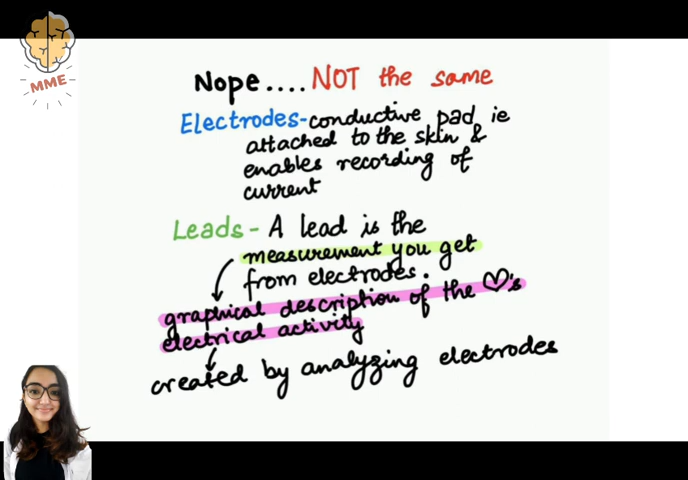 MME
Nope.... NOT the same
Electrodes - conductive pad ie
attached to the skin &
enables recording of
current
Leads - A lead is the
measurement you get
from electrodes.
graphical description of the ♡'s
electrical activity
created by analyzing electrodes